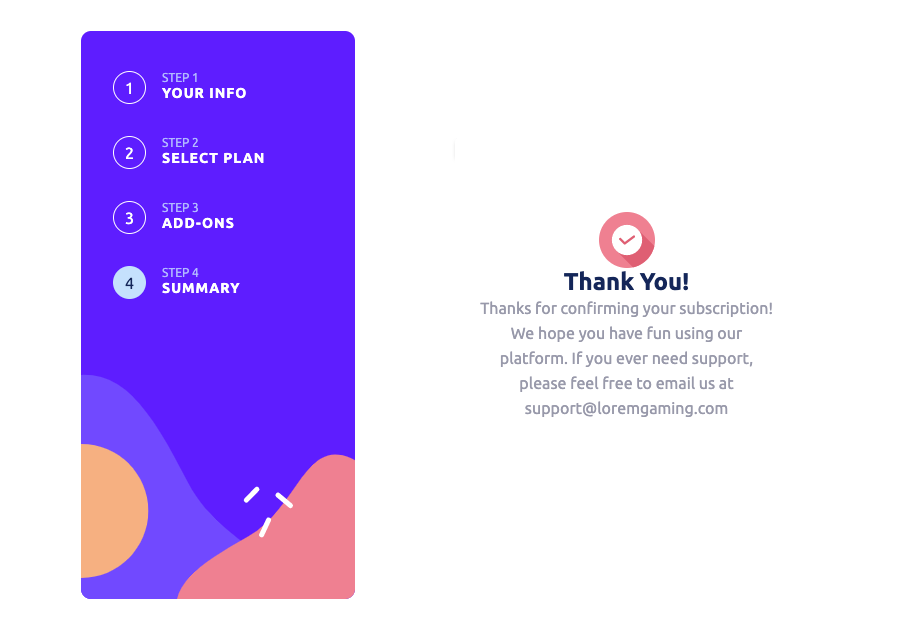 1
STEP 1
YOUR INFO
2
STEP 2
SELECT PLAN
3
STEP 3
ADD-ONS
4
STEP 4
SUMMARY
Thank You!
Thanks for confirming your subscription!
We hope you have fun using our
platform. If you ever need support,
please feel free to email us at
support@loremgaming.com